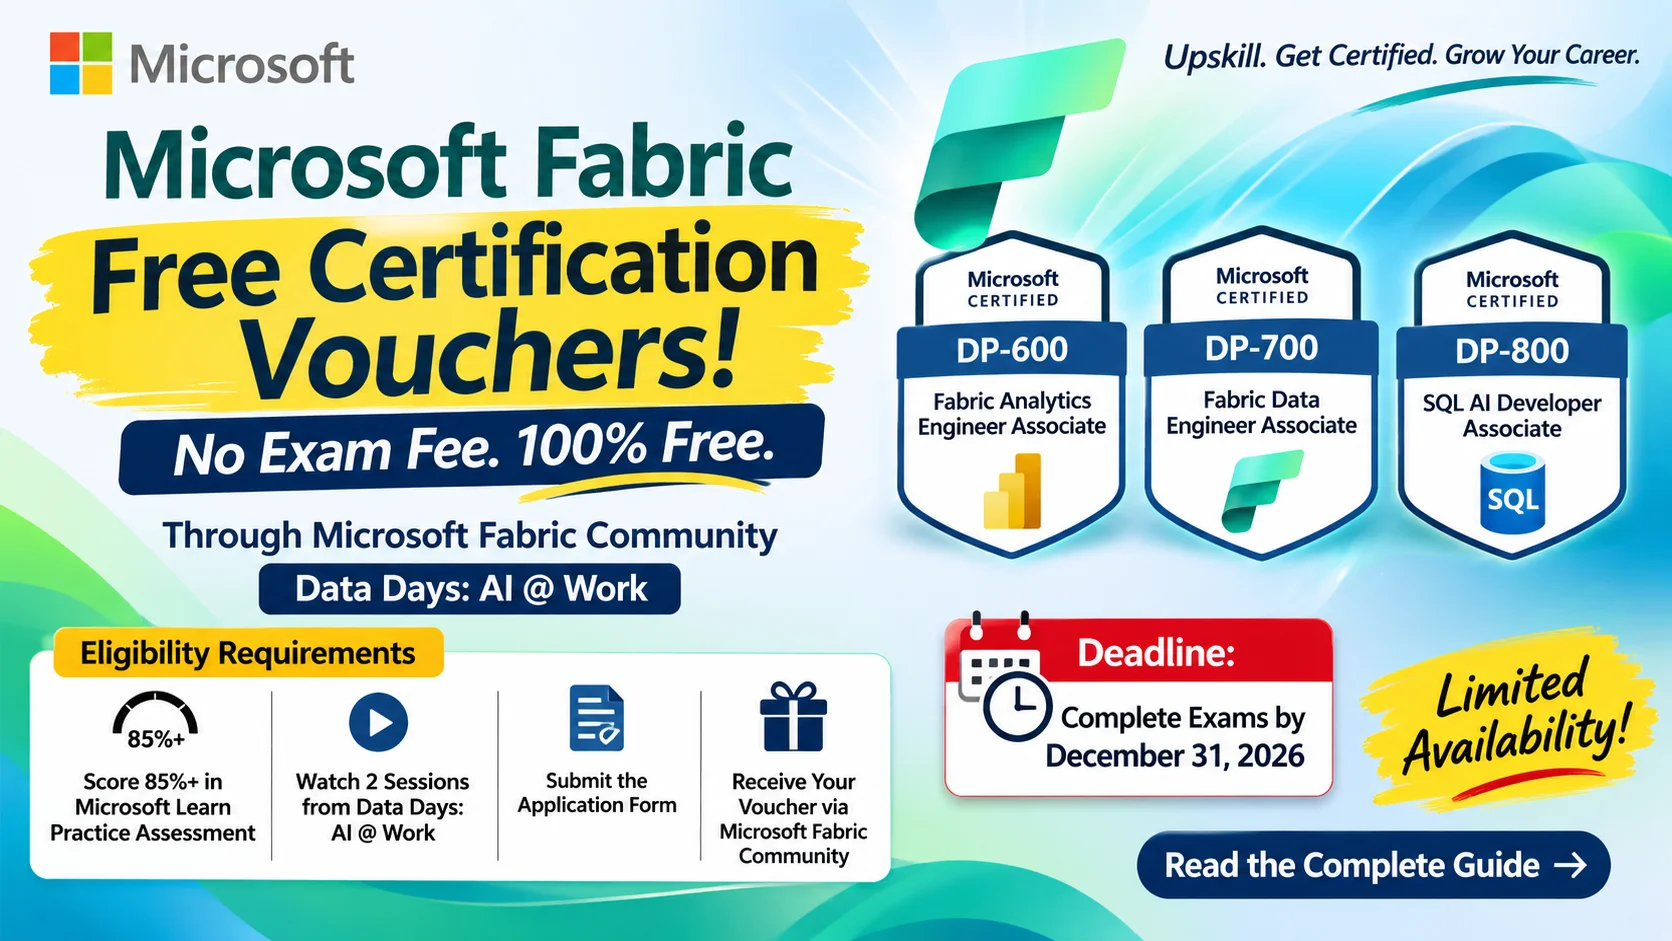 Microsoft
Upskill. Get Certified. Grow Your Career.
Microsoft Fabric
Free Certification
Vouchers!
No Exam Fee. 100% Free.
Through Microsoft Fabric Community
Data Days: AI @ Work
Microsoft
CERTIFIED
DP-600
Fabric Analytics
Engineer Associate
Microsoft
CERTIFIED
DP-700
Fabric Data
Engineer Associate
Microsoft
CERTIFIED
DP-800
SQL AI Developer
Associate
SQL
Eligibility Requirements
85%+
Score 85%+ in
Microsoft Learn
Practice Assessment
Watch 2 Sessions
from Data Days:
AI @ Work
Submit the
Application Form
Receive Your
Voucher via
Microsoft Fabric
Community
Deadline:
Complete Exams by
December 31, 2026
Limited
Availability!
Read the Complete Guide →